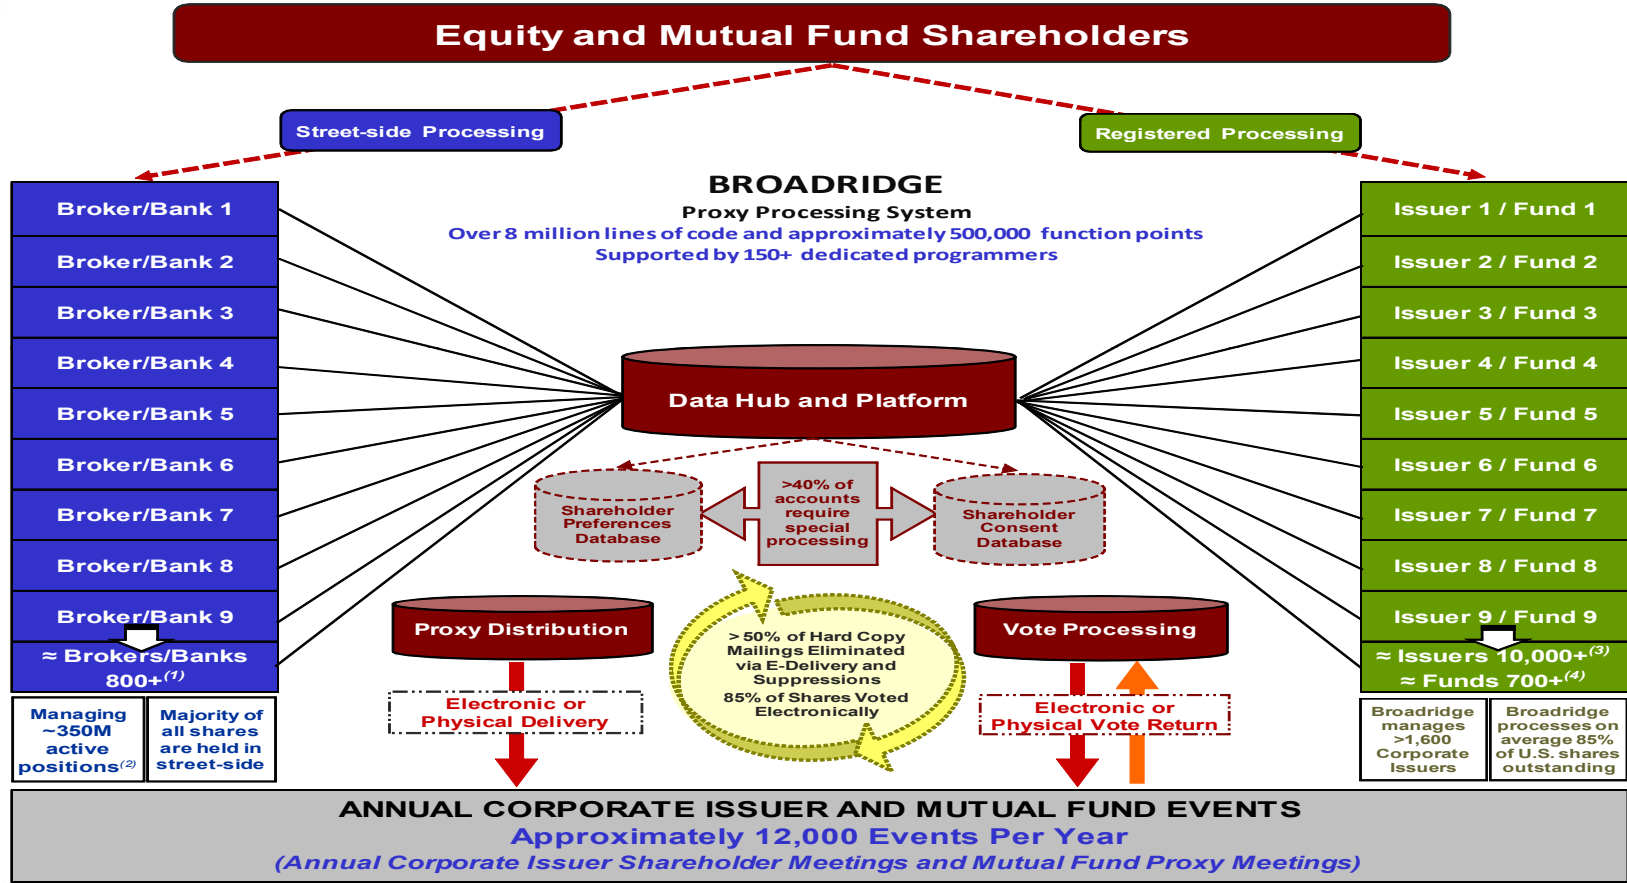 Equity and Mutual Fund Shareholders
Street-side Processing
Registered Processing
BROADRIDGE
Proxy Processing System
Over 8 million lines of code and approximately 500,000 function points
Supported by 150+ dedicated programmers
Broker/Bank 1
Broker/Bank 2
Broker/Bank 3
Broker/Bank 4
Broker/Bank 5
Broker/Bank 6
Broker/Bank 7
Broker/Bank 8
Broker/Bank 9
≈ Brokers/Banks
800+(1)
Managing
~350M
active
positions(2)
Majority of
all shares
are held in
street-side
Data Hub and Platform
Shareholder
Preferences
Database
>40% of
accounts
require
special
processing
Shareholder
Consent
Database
Proxy Distribution
Electronic or
Physical Delivery
> 50% of Hard Copy
Mailings Eliminated
via E-Delivery and
Suppressions
85% of Shares Voted
Electronically
Vote Processing
Electronic or
Physical Vote Return
Issuer 1 / Fund 1
Issuer 2 / Fund 2
Issuer 3 / Fund 3
Issuer 4 / Fund 4
Issuer 5 / Fund 5
Issuer 6 / Fund 6
Issuer 7 / Fund 7
Issuer 8 / Fund 8
Issuer 9 / Fund 9
≈ Issuers 10,000+(3)
≈ Funds 700+(4)
Broadridge
manages
>1,600
Corporate
Issuers
Broadridge
processes on
average 85%
of U.S. shares
outstanding
ANNUAL CORPORATE ISSUER AND MUTUAL FUND EVENTS
Approximately 12,000 Events Per Year
(Annual Corporate Issuer Shareholder Meetings and Mutual Fund Proxy Meetings)